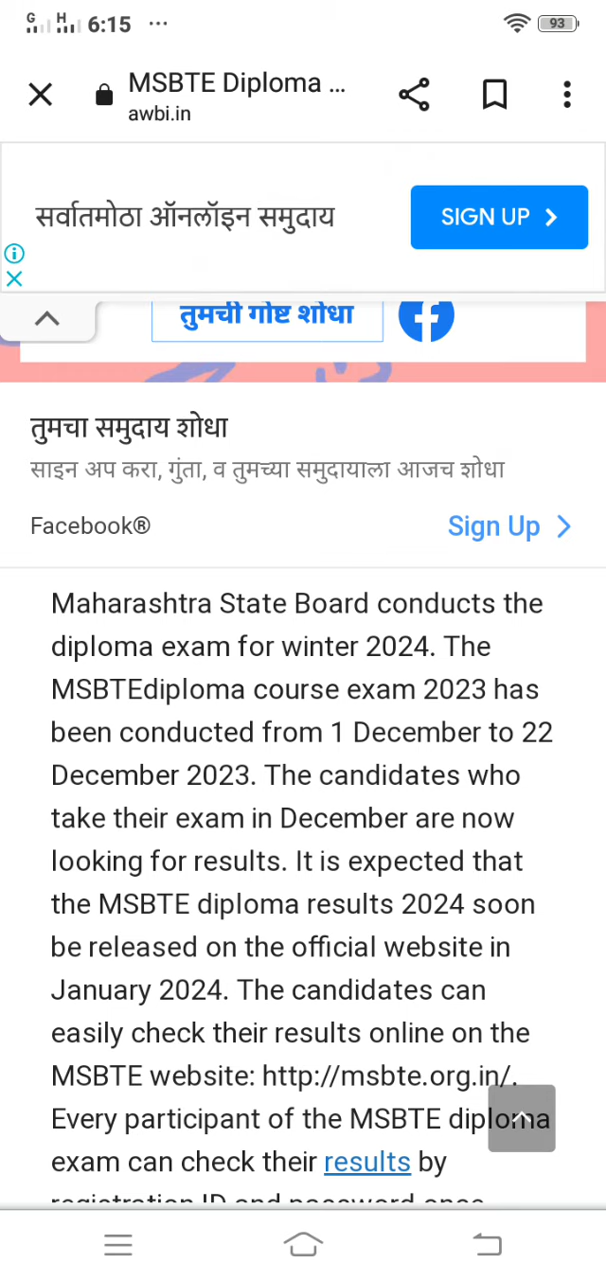 G H 6:15 ...
93
MSBTE Diploma ...
awbi.in
सर्वातमोठा ऑनलॉइन समुदाय
SIGN UP
तुमची गोष्ट शोधा
तुमचा समुदाय शोधा
साइन अप करा, गुंता, व तुमच्या समुदायाला आजच शोधा
Facebook®
Sign Up
Maharashtra State Board conducts the
diploma exam for winter 2024. The
MSBTEdiploma course exam 2023 has
been conducted from 1 December to 22
December 2023. The candidates who
take their exam in December are now
looking for results. It is expected that
the MSBTE diploma results 2024 soon
be released on the official website in
January 2024. The candidates can
easily check their results online on the
MSBTE website: http://msbte.org.in/.
Every participant of the MSBTE diploma
exam can check their results by
registration ID and password once